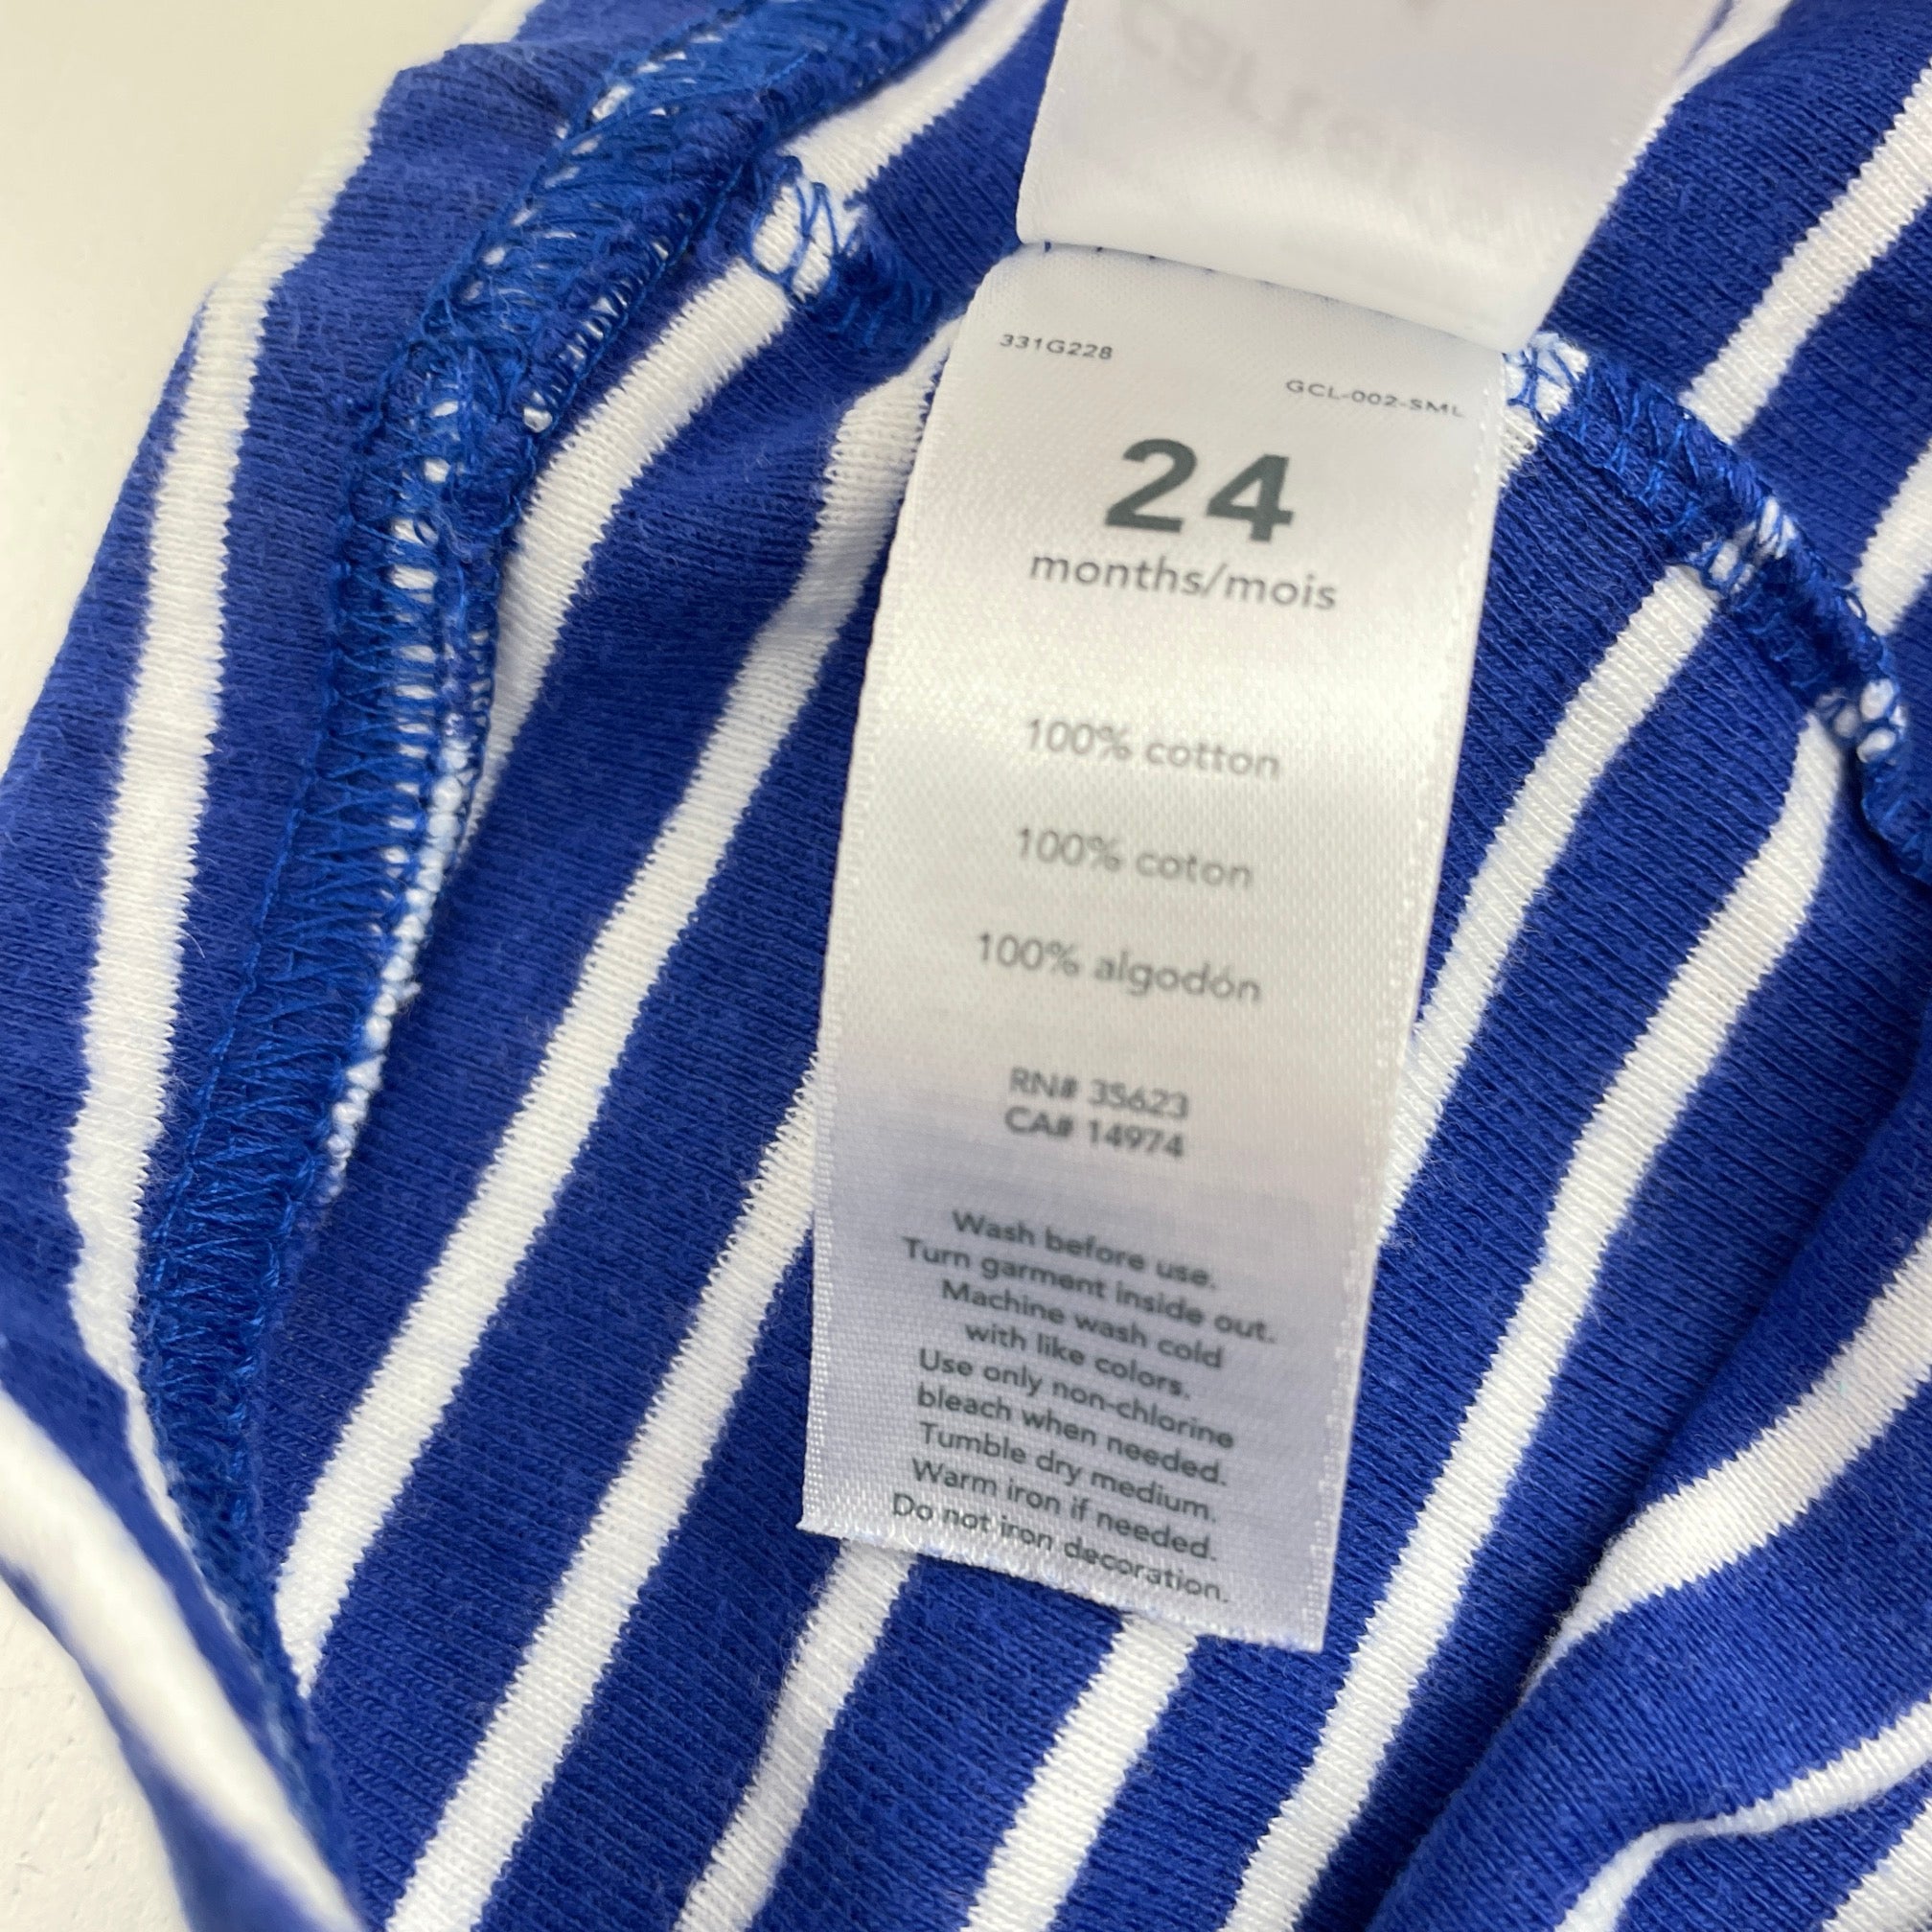 carter's
331G228
GCL-002-SML
24
months/mois
100% cotton
100% coton
100% algodón
RN# 35623
CA# 14974
Wash before use.
Turn garment inside out.
Machine wash cold
with like colors.
Use only non-chlorine
bleach when needed.
Tumble dry medium.
Warm iron if needed.
Do not iron decoration.